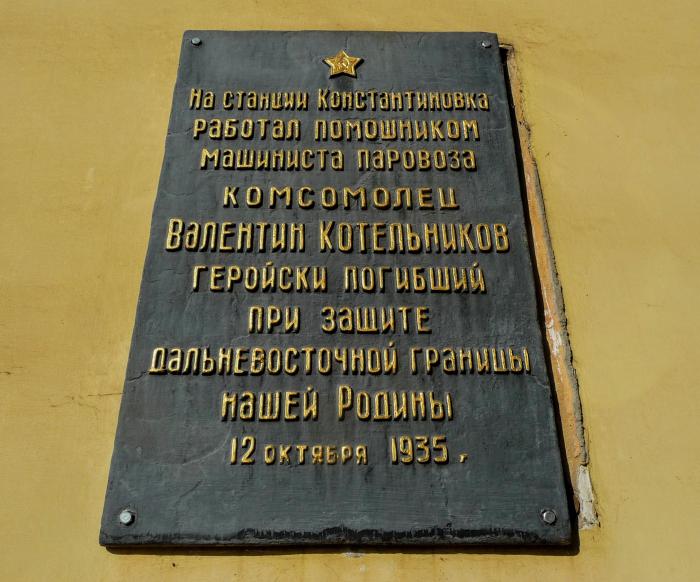 На станции Константиновка
работал помошником
машиниста паровоза
комсомолец
Валентин Котельников
геройски погибший
при защите
дальневосточной границы
нашей Родины
12 октября 1935 г